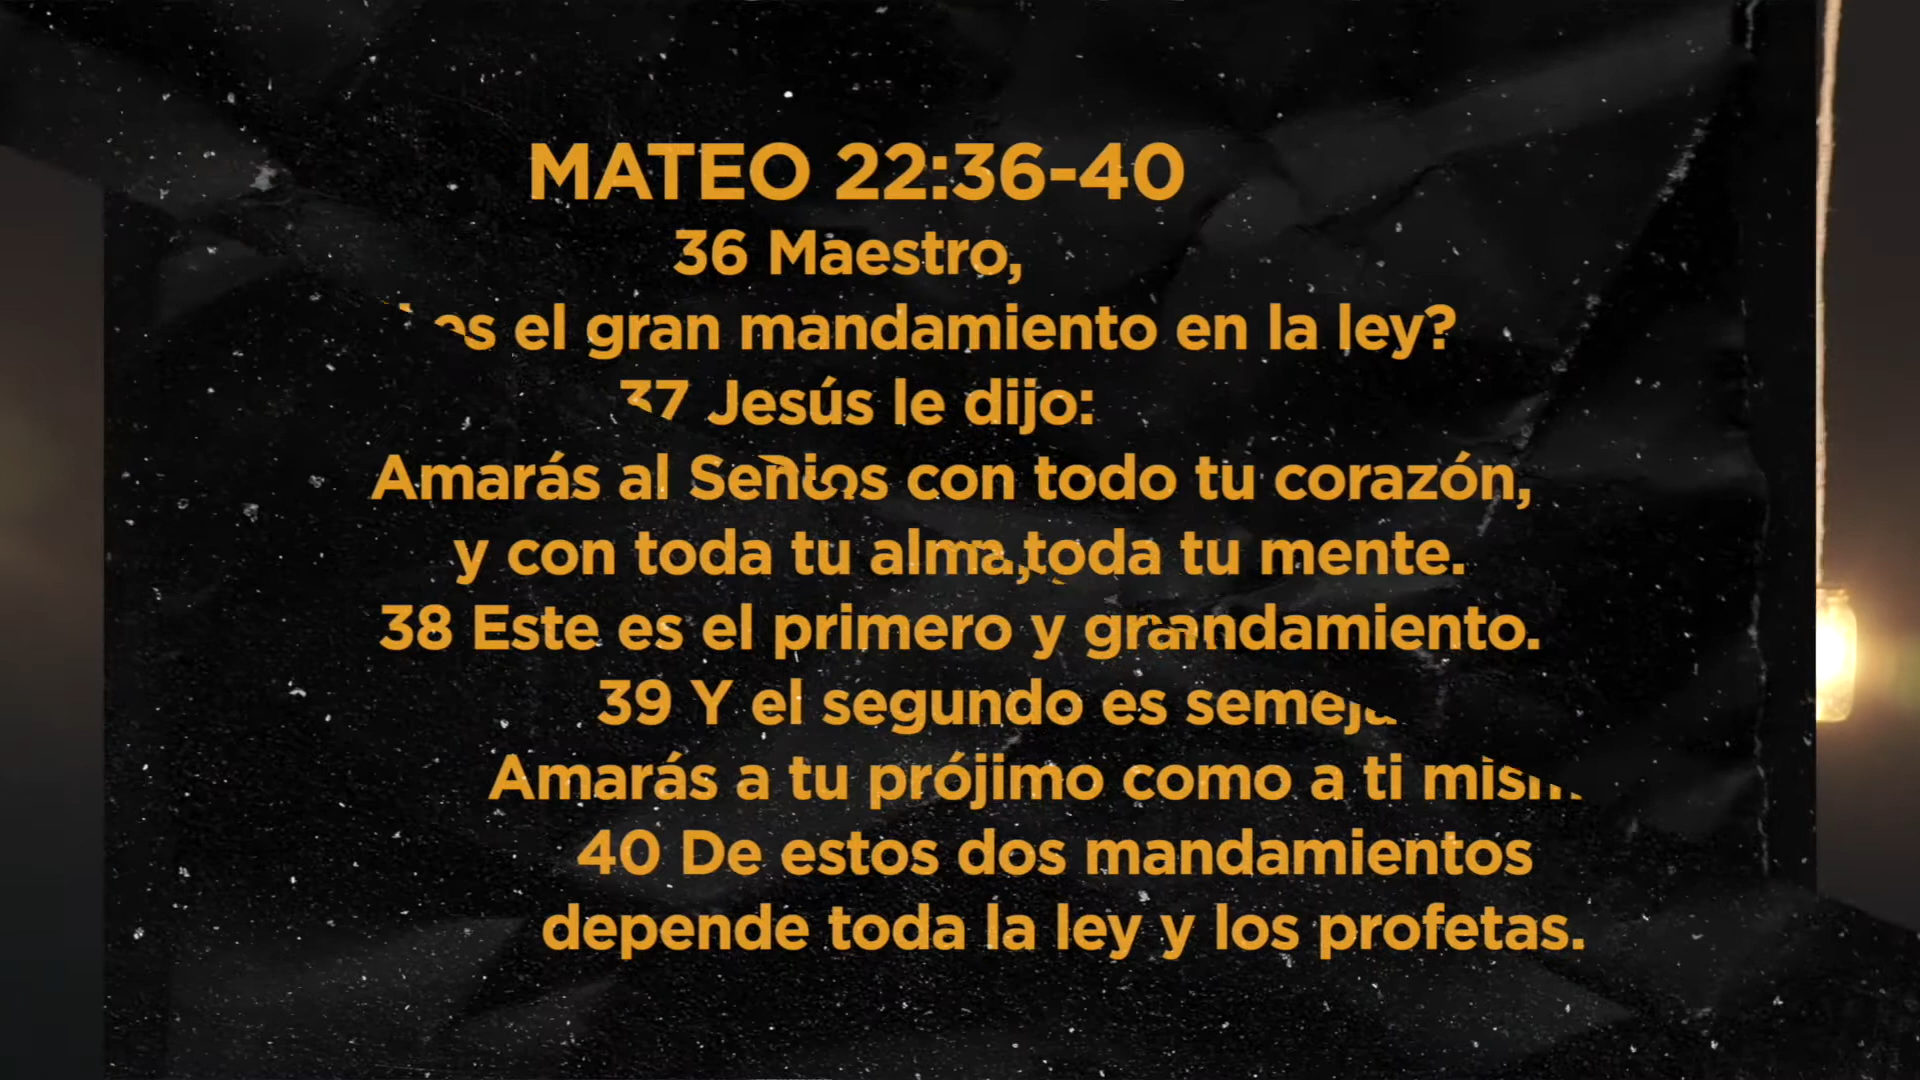 MATEO 22:36-40
36 Maestro,
es el gran mandamiento en la ley?
37 Jesús le dijo:
Amarás al con todo tu corazón,
y con toda tu toda tu mente.
38 Este es el primero y
39 Y el segundo es
Amarás a tu prójimo como a ti
40 De estos dos mandamientos
depende toda la ley y los profetas.